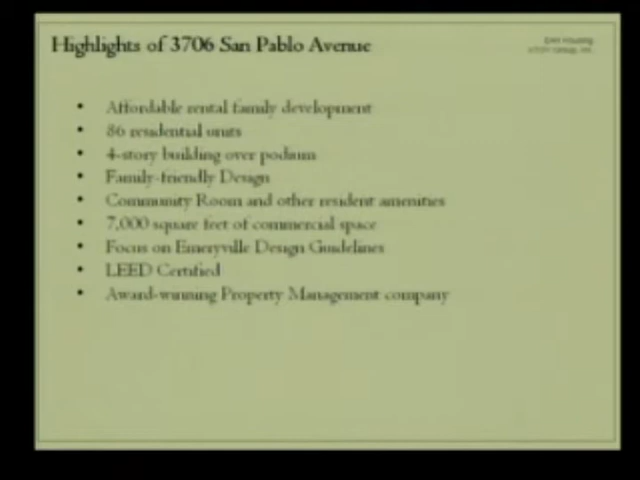 Highlights of 3706 San Pablo Avenue
• Affordable rental family development
• 86 residential units
• 4-story building over podium
• Family-friendly Design
• Community Room and other resident amenities
• 7,000 square feet of commercial space
• Focus on Emeryville Design Guidelines
• LEED Certified
• Award-winning Property Management company